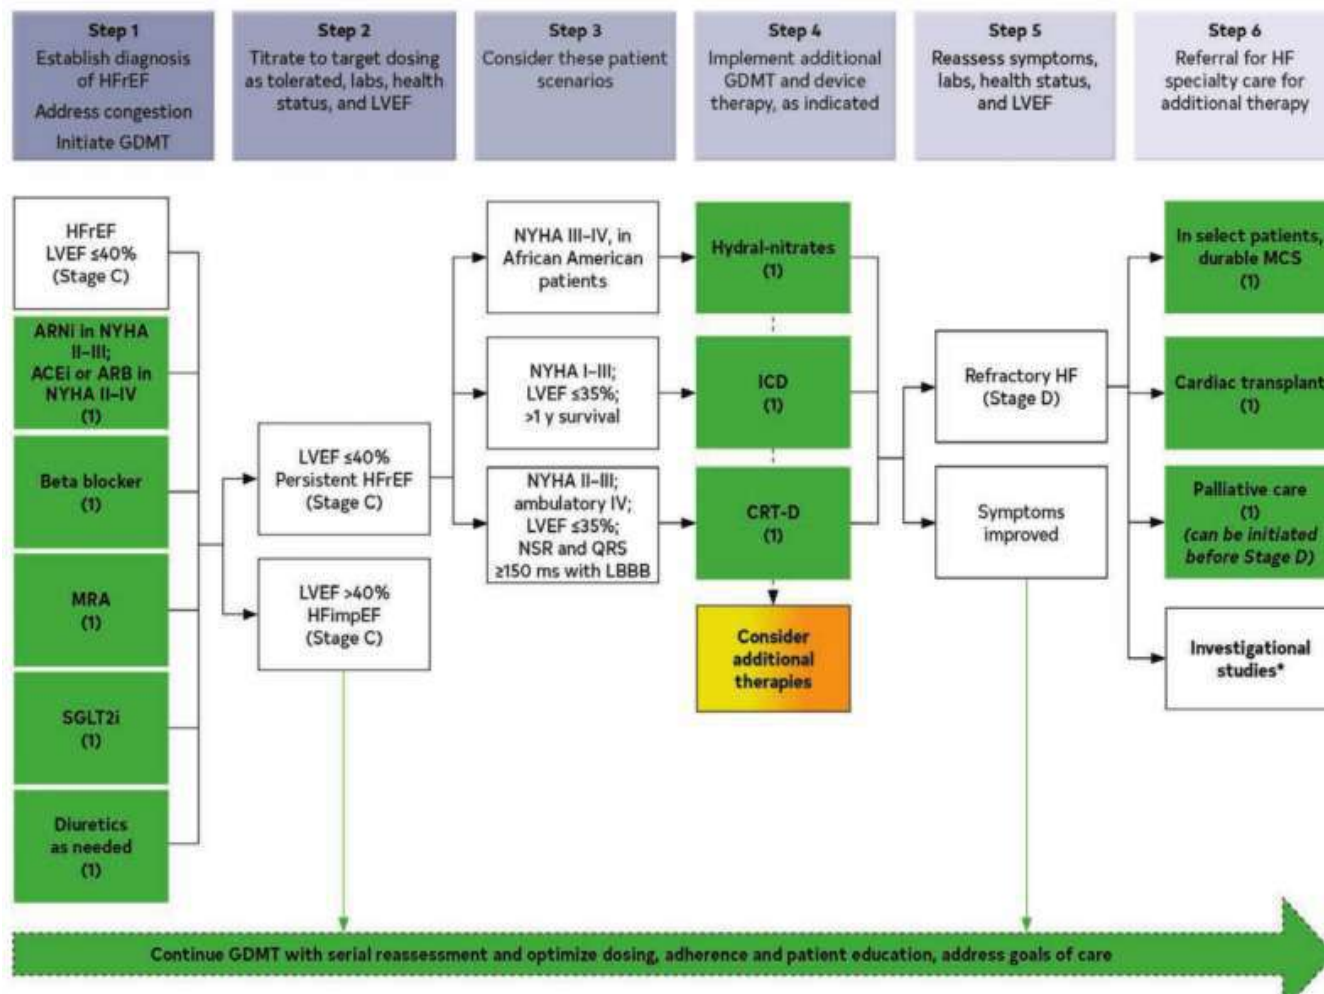 Step 1
Establish diagnosis
of HFrEF
Address congestion
Initiate GDMT
Step 2
Titrate to target dosing
as tolerated, labs, health
status, and LVEF
Step 3
Consider these patient
scenarios
Step 4
Implement additional
GDMT and device
therapy, as indicated
Step 5
Reassess symptoms,
labs, health status,
and LVEF
Step 6
Referral for HF
specialty care for
additional therapy
HFrEF
LVEF ≤40%
(Stage C)
ARNi in NYHA
II–III;
ACEi or ARB in
NYHA II–IV
(1)
Beta blocker
(1)
MRA
(1)
SGLT2i
(1)
Diuretics
as needed
(1)
LVEF ≤40%
Persistent HFrEF
(Stage C)
LVEF >40%
HFimpEF
(Stage C)
NYHA III–IV, in
African American
patients
NYHA I–III;
LVEF ≤35%;
>1 y survival
NYHA II–III;
ambulatory IV;
LVEF ≤35%;
NSR and QRS
≥150 ms with LBBB
Hydral-nitrates
(1)
ICD
(1)
CRT-D
(1)
Consider
additional
therapies
Refractory HF
(Stage D)
Symptoms
improved
In select patients,
durable MCS
(1)
Cardiac transplant
(1)
Palliative care
(1)
(can be initiated
before Stage D)
Investigational
studies*
Continue GDMT with serial reassessment and optimize dosing, adherence and patient education, address goals of care